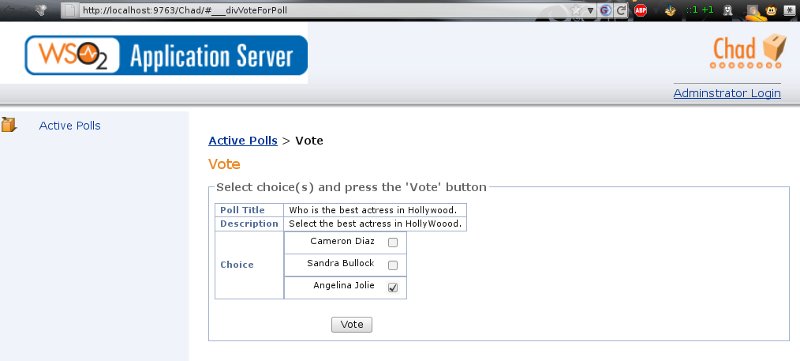 http://localhost:9763/Chad/#___divVoteForPoll
ABP
::1 +1
WSO2 Application Server
Chad
Adminstrator Login
Active Polls
Active Polls > Vote
Vote
Select choice(s) and press the 'Vote' button
Poll Title Who is the best actress in Hollywood.
Description Select the best actress in HollyWoood.
Choice
Cameron Diaz
Sandra Bullock
Angelina Jolie
Vote